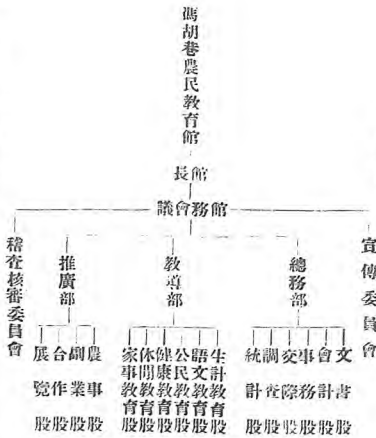 胡巷農民教育館
館長
館務會議
宣傳委員會
總務部
教導部
推廣部
稽查核審委員會
文書股
會計股
事務股
交際股
調查股
統計股
生計教育股
語文教育股
公民教育股
健康教育股
休閒教育股
家事教育股
農事股
副業股
合作股
展覽股